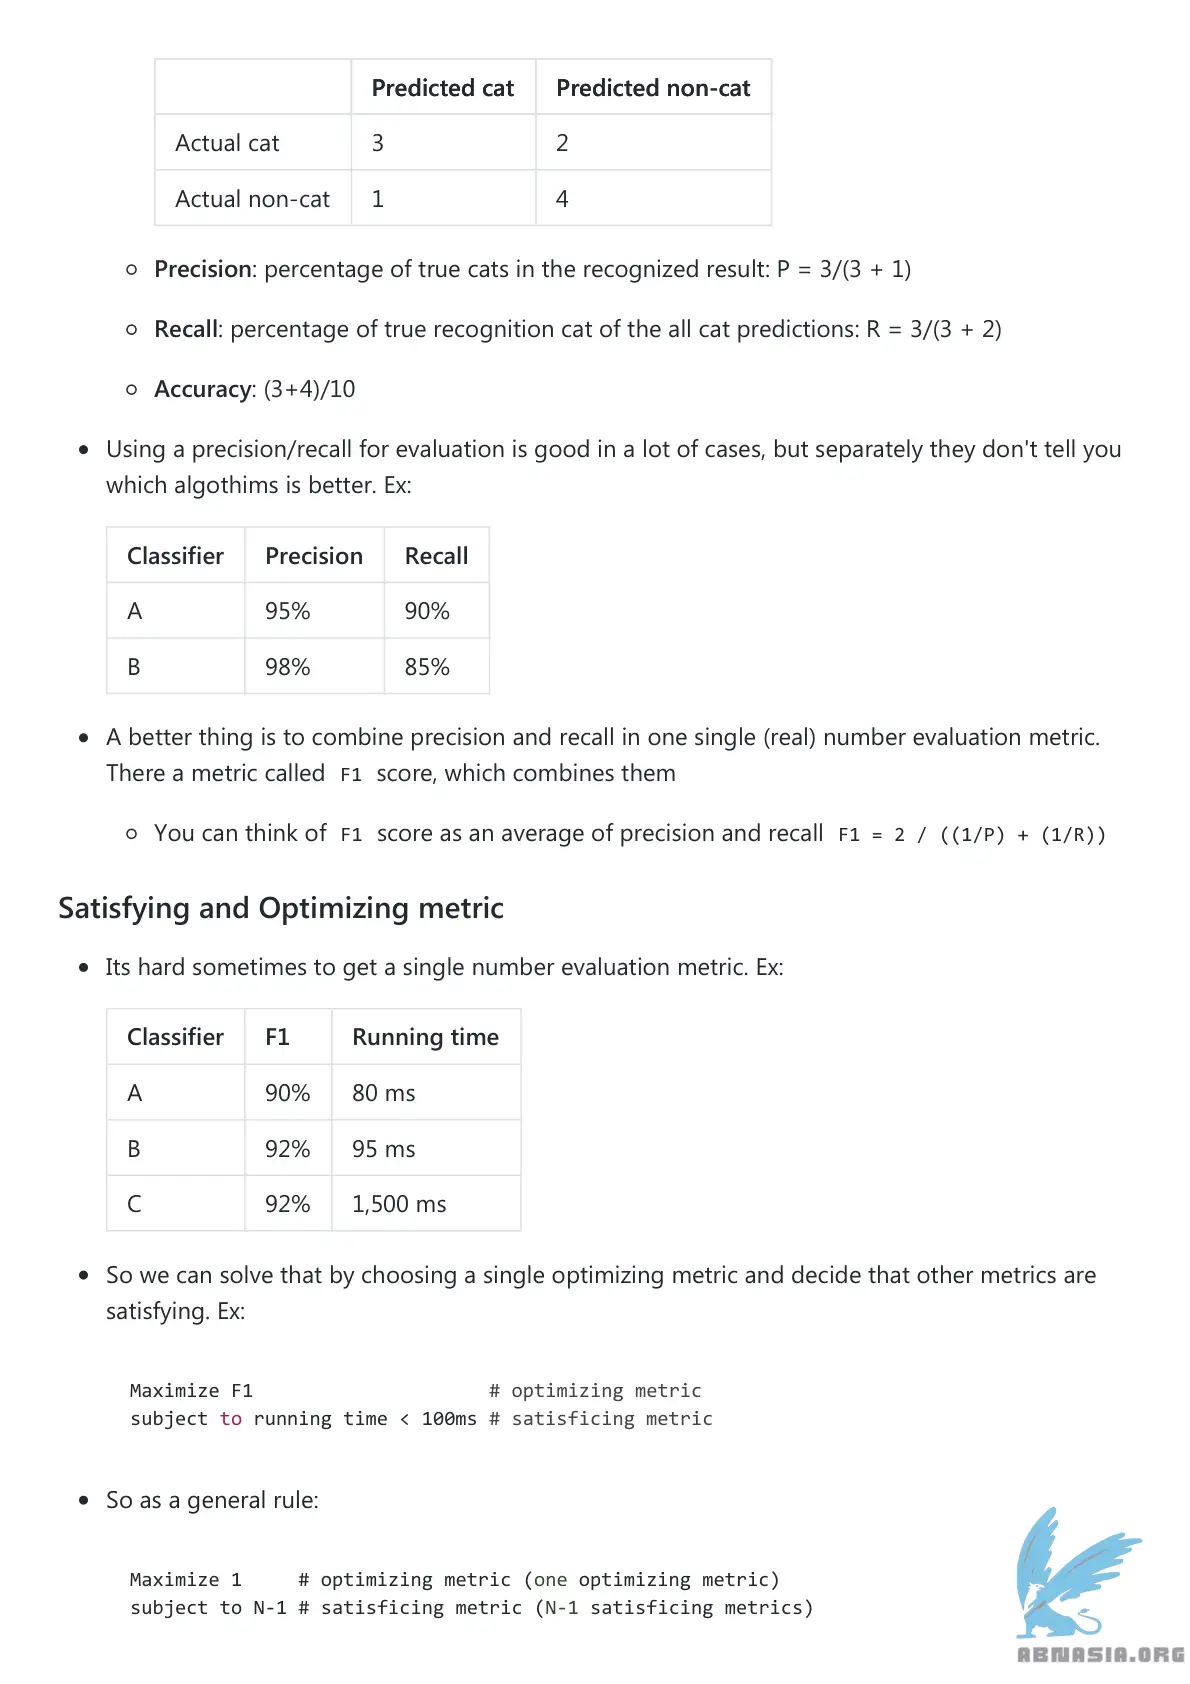 Predicted cat Predicted non-cat
Actual cat 3 2
Actual non-cat 1 4
Precision: percentage of true cats in the recognized result: P = 3/(3 + 1)
Recall: percentage of true recognition cat of the all cat predictions: R = 3/(3 + 2)
Accuracy: (3+4)/10
Using a precision/recall for evaluation is good in a lot of cases, but separately they don't tell you
which algothims is better. Ex:
Classifier Precision Recall
A 95% 90%
B 98% 85%
A better thing is to combine precision and recall in one single (real) number evaluation metric.
There a metric called F1 score, which combines them
You can think of F1 score as an average of precision and recall F1 = 2 / ((1/P) + (1/R))
Satisfying and Optimizing metric
Its hard sometimes to get a single number evaluation metric. Ex:
Classifier F1 Running time
A 90% 80 ms
B 92% 95 ms
C 92% 1,500 ms
So we can solve that by choosing a single optimizing metric and decide that other metrics are
satisfying. Ex:
Maximize F1 # optimizing metric
subject to running time < 100ms # satisficing metric
So as a general rule:
Maximize 1 # optimizing metric (one optimizing metric)
subject to N-1 # satisficing metric (N-1 satisficing metrics)
ABNASIA.ORG